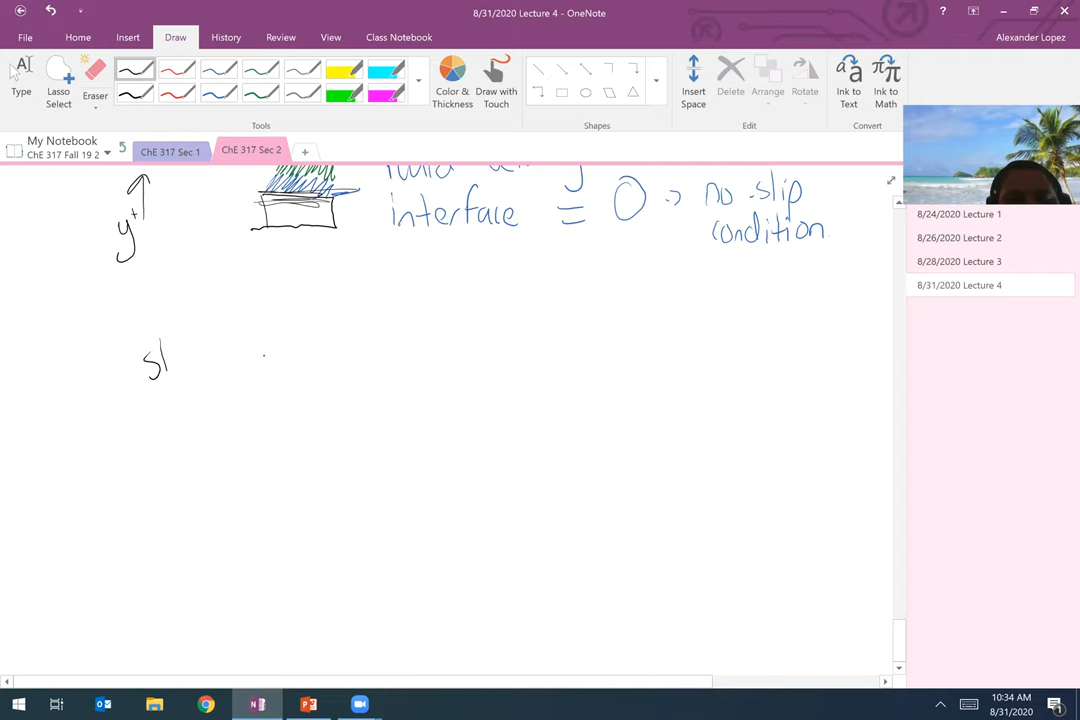 8/31/2020 Lecture 4 - OneNote
?
File
Home
Insert
Draw
History
Review
View
Class Notebook
Alexander Lopez
Type
Lasso Select
Eraser
Color & Thickness
Draw with Touch
Insert Space
Delete
Arrange
Rotate
Ink to Text
Ink to Math
Tools
Shapes
Edit
Convert
My Notebook
ChE 317 Fall 19 2
ChE 317 Sec 1
ChE 317 Sec 2
8/24/2020 Lecture 1
8/26/2020 Lecture 2
8/28/2020 Lecture 3
8/31/2020 Lecture 4
interface = 0 → no slip
condition.
y+
sl
10:34 AM
8/31/2020